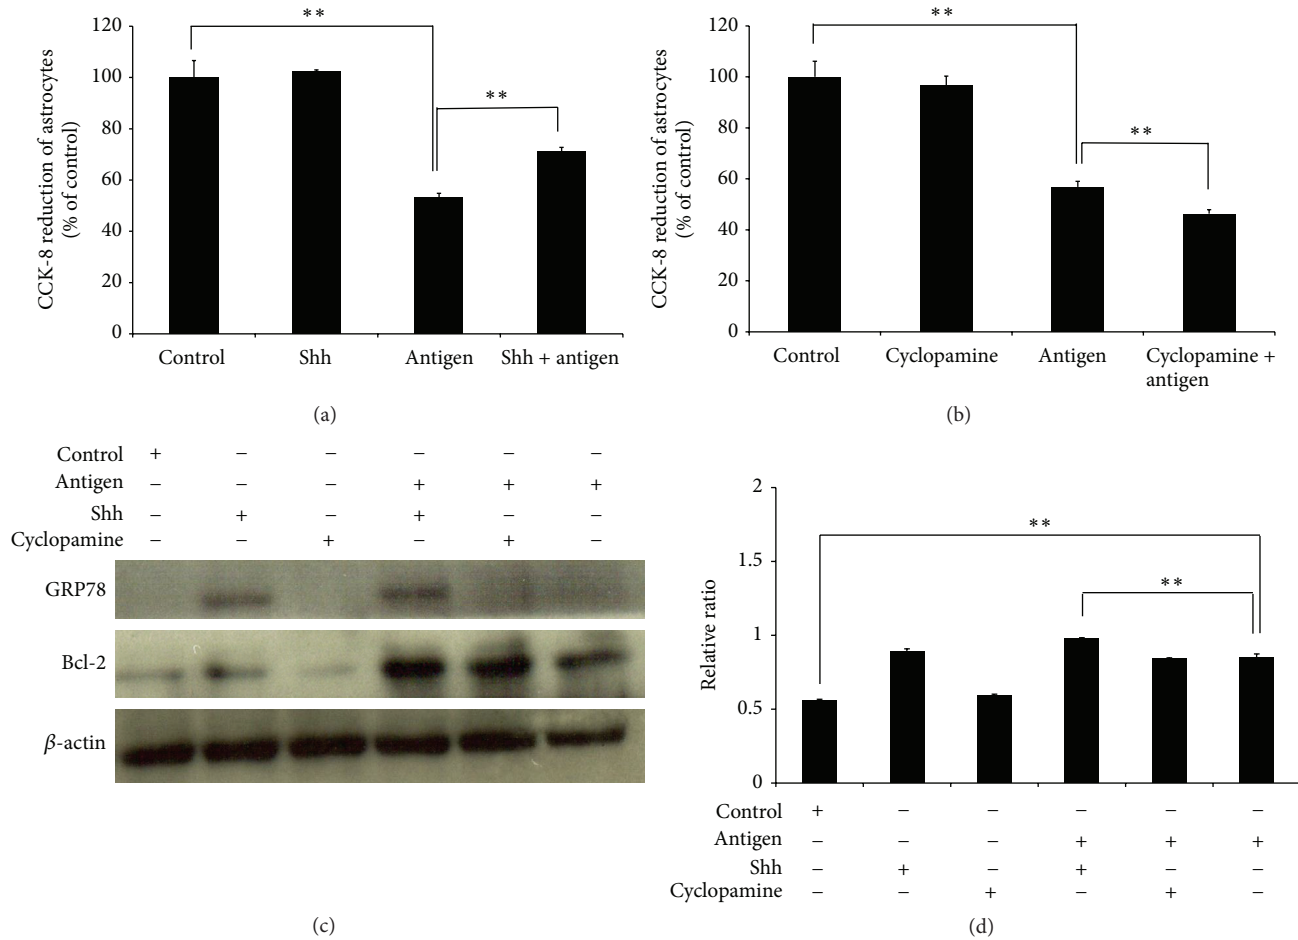 120
100
80
60
40
20
0
CCK-8 reduction of astrocytes
(% of control)
**
**
Control Shh Antigen Shh + antigen
(a)
120
100
80
60
40
20
0
CCK-8 reduction of astrocytes
(% of control)
**
**
Control Cyclopamine Antigen Cyclopamine +
antigen
(b)
Control + − − − − −
Antigen − − − + + +
Shh − + − + − −
Cyclopamine − − + − + −
GRP78
Bcl-2
β-actin
(c)
2
1.5
1
0.5
0
Relative ratio
**
**
Control + − − − − −
Antigen − − − + + +
Shh − + − + − −
Cyclopamine − − + − + −
(d)